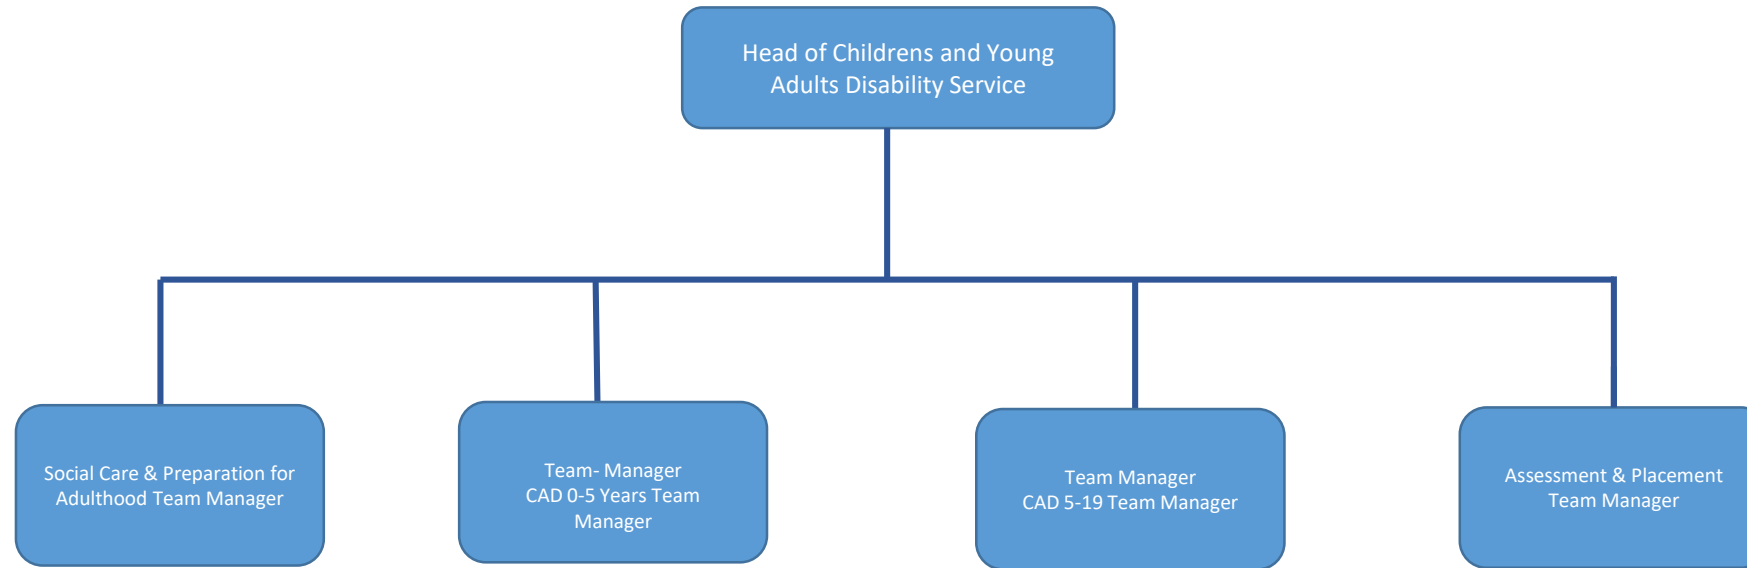 Head of Childrens and Young
Adults Disability Service
Social Care & Preparation for
Adulthood Team Manager
Team- Manager
CAD 0-5 Years Team
Manager
Team Manager
CAD 5-19 Team Manager
Assessment & Placement
Team Manager